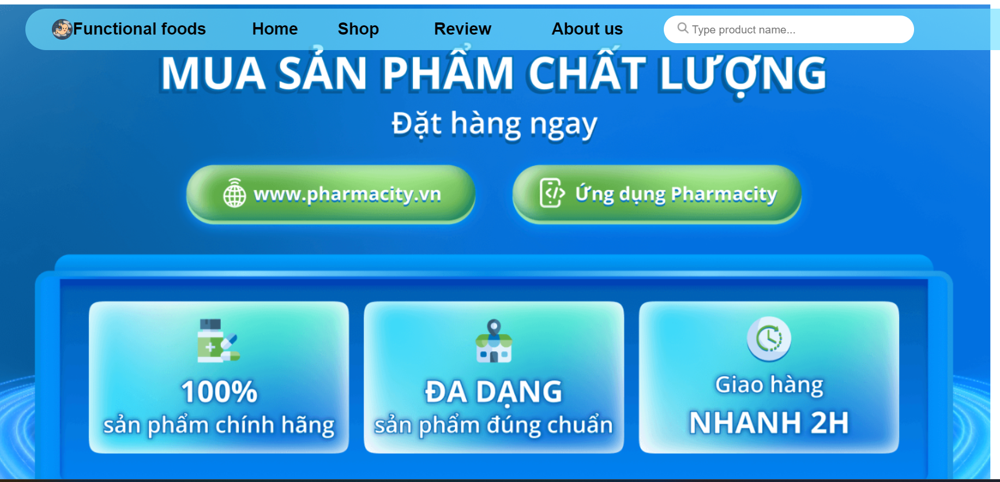 Functional foods Home Shop Review About us Type product name...
MUA SẢN PHẨM CHẤT LƯỢNG
Đặt hàng ngay
www.pharmacity.vn Ứng dụng Pharmacity
100%
sản phẩm chính hãng
ĐA DẠNG
sản phẩm đúng chuẩn
Giao hàng
NHANH 2H